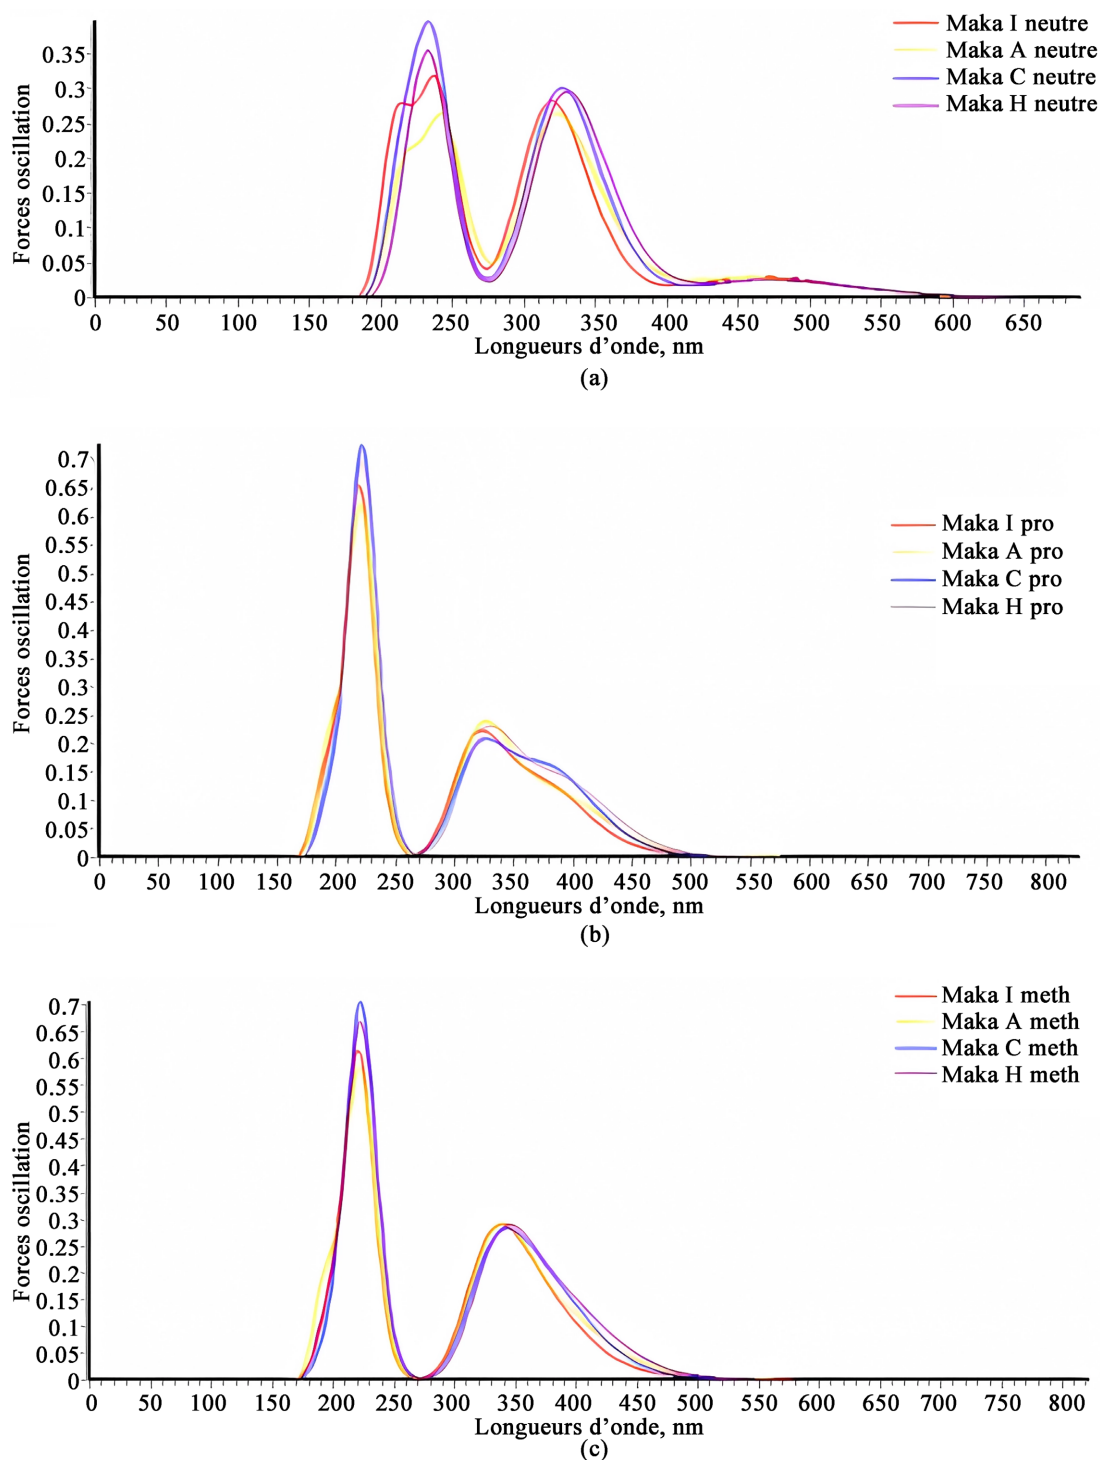 Maka I neutre
Maka A neutre
Maka C neutre
Maka H neutre
Forces oscillation
0.35
0.3
0.25
0.2
0.15
0.1
0.05
0
0 50 100 150 200 250 300 350 400 450 500 550 600 650
Longueurs d’onde, nm
(a)
Forces oscillation
0.7
0.65
0.6
0.55
0.5
0.45
0.4
0.35
0.3
0.25
0.2
0.15
0.1
0.05
0
Maka I pro
Maka A pro
Maka C pro
Maka H pro
0 50 100 150 200 250 300 350 400 450 500 550 600 650 700 750 800
Longueurs d’onde, nm
(b)
Maka I meth
Maka A meth
Maka C meth
Maka H meth
Forces oscillation
0.7
0.65
0.6
0.55
0.5
0.45
0.4
0.35
0.3
0.25
0.2
0.15
0.1
0.05
0
0 50 100 150 200 250 300 350 400 450 500 550 600 650 700 750 800
Longueurs d’onde, nm
(c)